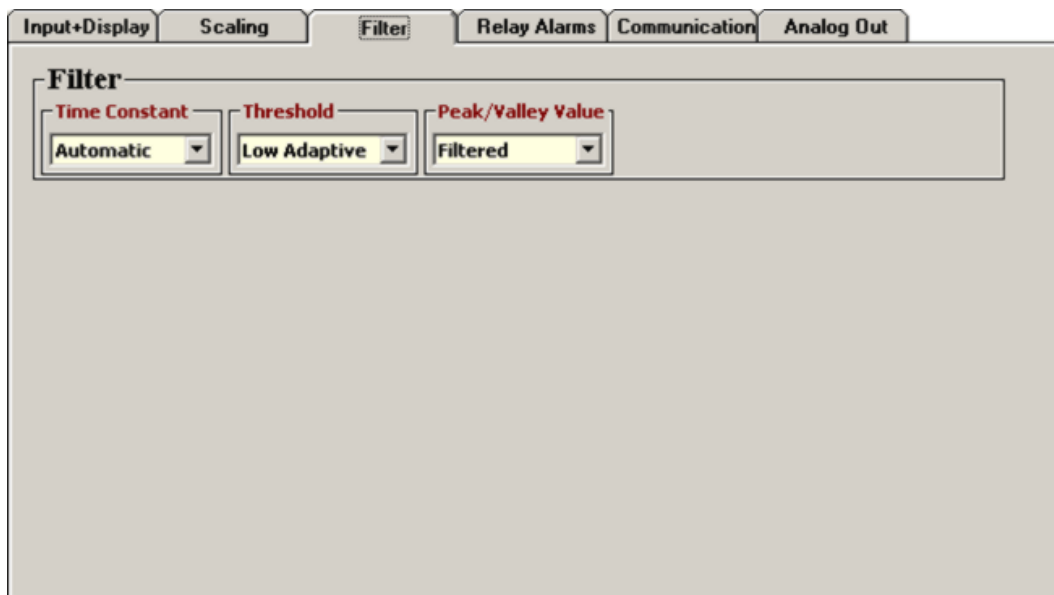 Input+Display Scaling Filter Relay Alarms Communication Analog Out
Filter
Time Constant Threshold Peak/Valley Value
Automatic Low Adaptive Filtered